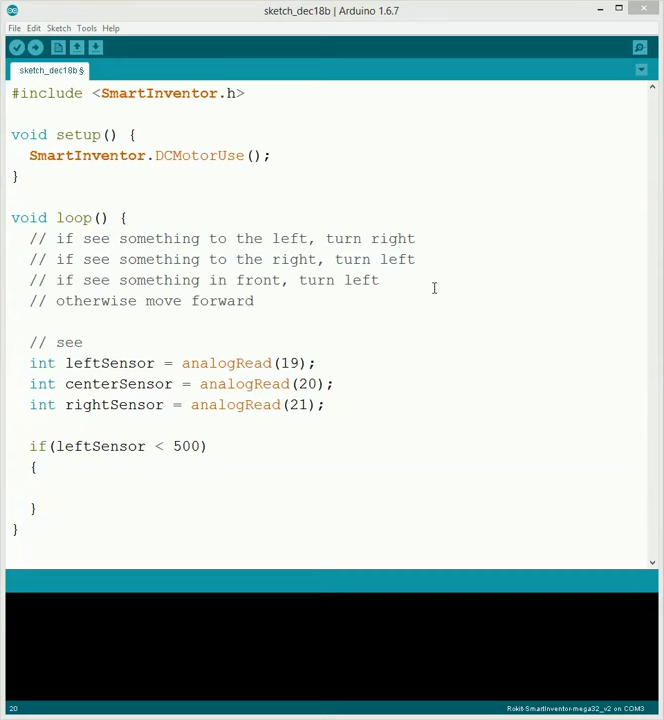 sketch_dec18b | Arduino 1.6.7
File Edit Sketch Tools Help
sketch_dec18b §
#include <SmartInventor.h>
void setup() {
SmartInventor.DCMotorUse();
}
void loop() {
// if see something to the left, turn right
// if see something to the right, turn left
// if see something in front, turn left
// otherwise move forward
// see
int leftSensor = analogRead(19);
int centerSensor = analogRead(20);
int rightSensor = analogRead(21);
if(leftSensor < 500)
{
}
}
20 Rokit-SmartInventor-mega32_v2 on COM3